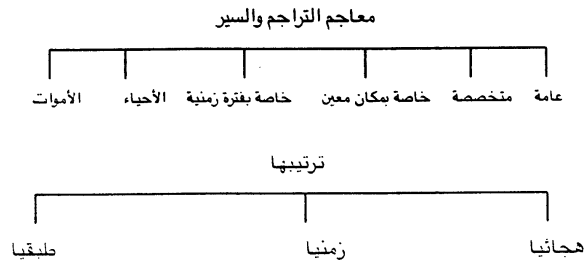 معاجم التراجم والسير
عامة متخصصة خاصة بمكان معين خاصة بفترة زمنية الأحياء الأموات
ترتيبها
هجائيا زمنيا طبقيا